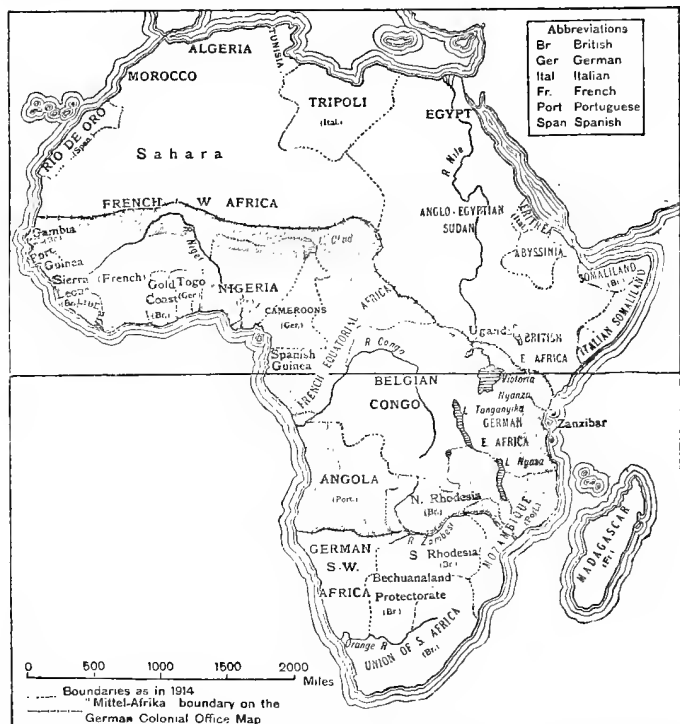 Abbreviations
Br British
Ger German
Ital Italian
Fr. French
Port Portuguese
Span Spanish
ALGERIA
TUNISIA
MOROCCO
TRIPOLI
(Ital.)
EGYPT
RIO DE ORO
(Span.)
Sahara
R. Nile
FRENCH W AFRICA
ANGLO-EGYPTIAN
SUDAN
ERITREA
(Ital.)
Gambia
(Br.)
Port.
Guinea
(French)
R. Niger
L. Chad
ABYSSINIA
SOMALILAND
(Br.)
Sierra
Leone
(Br.)
Gold
Coast
(Br.)
Togo
(Ger.)
NIGERIA
CAMEROONS
(Ger.)
ITALIAN SOMALILAND
FRENCH EQUATORIAL AFRICA
Uganda
BRITISH
E. AFRICA
Spanish
Guinea
R. Congo
BELGIAN
CONGO
Victoria
Nyanza
L Tanganyika
GERMAN
E. AFRICA
Zanzibar
L Nyasa
ANGOLA
(Port.)
N. Rhodesia
(Br.)
MOZAMBIQUE
(Port.)
R Zambesi
MADAGASCAR
(Fr.)
GERMAN
S.W.
AFRICA
S Rhodesia
(Br.)
Bechuanaland
Protectorate
(Br.)
Orange R
UNION OF S. AFRICA
(Br.)
0 500 1000 2000
Miles
Boundaries as in 1914
"Mittel-Afrika boundary on the
German Colonial Office Map